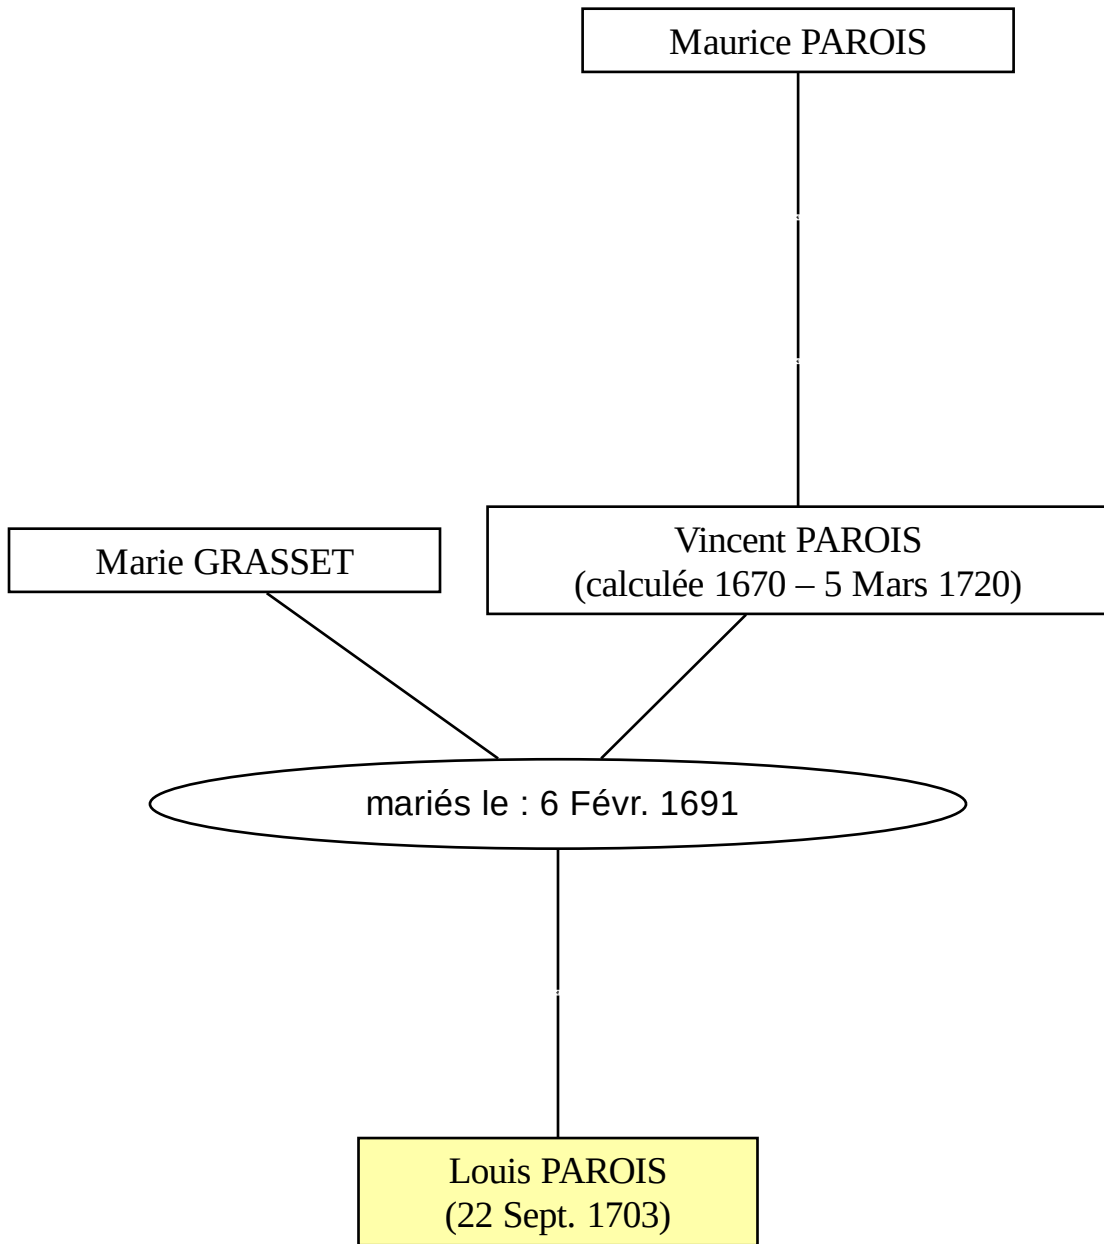 Maurice PAROIS
Marie GRASSET
Vincent PAROIS
(calculée 1670 – 5 Mars 1720)
mariés le : 6 Févr. 1691
Louis PAROIS
(22 Sept. 1703)